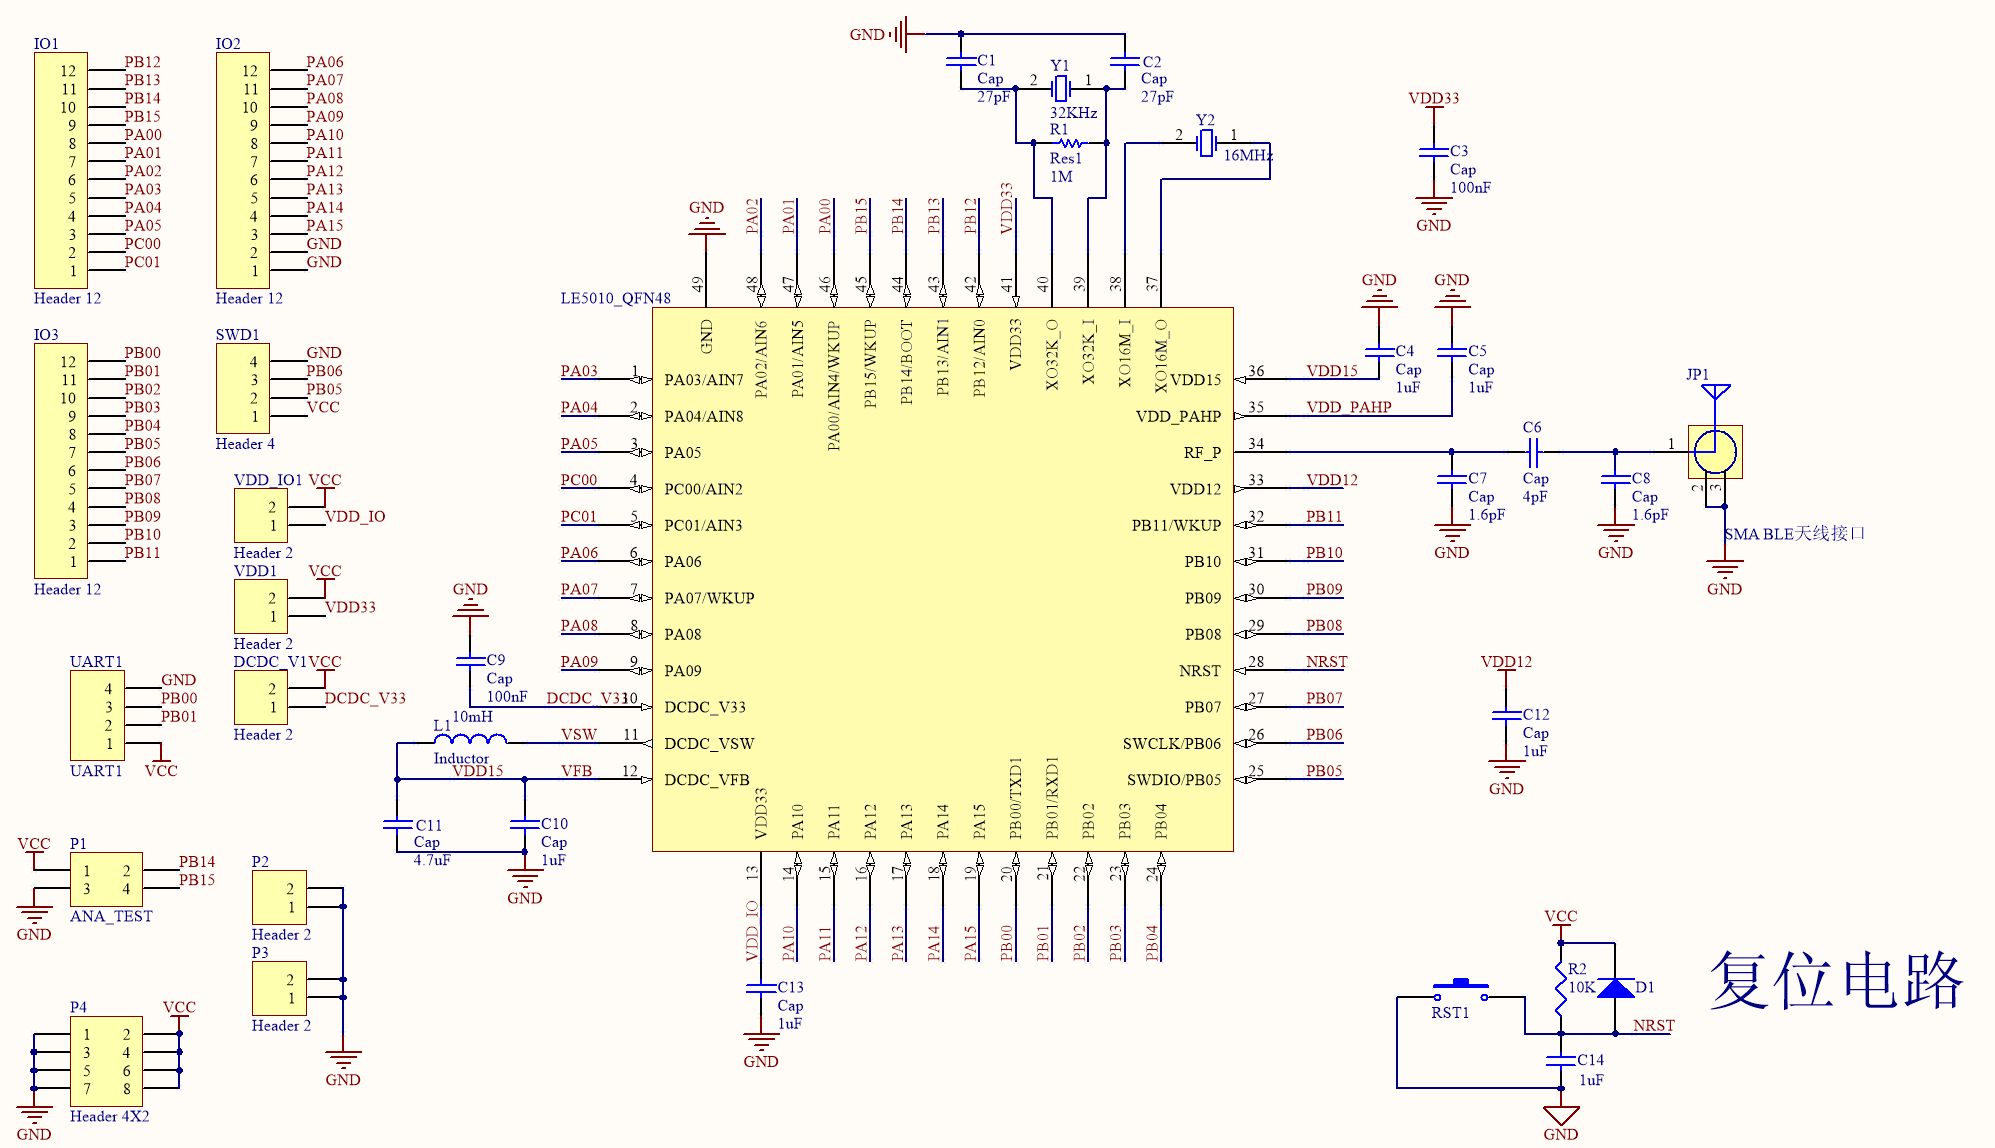 IO1
12 PB12
11 PB13
10 PB14
9 PB15
8 PA00
7 PA01
6 PA02
5 PA03
4 PA04
3 PA05
2 PC00
1 PC01
Header 12
IO2
12 PA06
11 PA07
10 PA08
9 PA09
8 PA10
7 PA11
6 PA12
5 PA13
4 PA14
3 PA15
2 GND
1 GND
Header 12
IO3
12 PB00
11 PB01
10 PB02
9 PB03
8 PB04
7 PB05
6 PB06
5 PB07
4 PB08
3 PB09
2 PB10
1 PB11
Header 12
SWD1
4 GND
3 PB06
2 PB05
1 VCC
Header 4
VDD_IO1 VCC
2
1 VDD_IO
Header 2
VDD1 VCC
2
1 VDD33
Header 2
DCDC_V1 VCC
2
1 DCDC_V33
Header 2
UART1
4 GND
3 PB00
2 PB01
1
UART1 VCC
VCC P1
1 2 PB14
3 4 PB15
ANA_TEST
GND
P2
2
1
Header 2
P3
2
1
Header 2
GND
P4 VCC
1 2
3 4
5 6
7 8
Header 4X2
GND
GND
C1
Cap
27pF
2 Y1 1
32KHz
C2
Cap
27pF
R1
Res1
1M
Y2
2 1
16MHz
VDD33
C3
Cap
100nF
GND
LE5010_QFN48
GND
PA02
PA01
PA00
PB15
PB14
PB13
PB12
VDD33
49 GND
48 PA02/AIN6
47 PA01/AIN5
46 PA00/AIN4/WKUP
45 PB15/WKUP
44 PB14/BOOT
43 PB13/AIN1
42 PB12/AIN0
41 VDD33
40 XO32K_O
39 XO32K_I
38 XO16M_I
37 XO16M_O
PA03 1 PA03/AIN7
PA04 2 PA04/AIN8
PA05 3 PA05
PC00 4 PC00/AIN2
PC01 5 PC01/AIN3
PA06 6 PA06
PA07 7 PA07/WKUP
PA08 8 PA08
PA09 9 PA09
DCDC_V33 10 DCDC_V33
VSW 11 DCDC_VSW
VFB 12 DCDC_VFB
GND
C9
Cap
100nF
10mH
L1
Inductor
VDD15
C11
Cap
4.7uF
C10
Cap
1uF
GND
VDD33 13 VDD_IO
PA10 14 PA10
PA11 15 PA11
PA12 16 PA12
PA13 17 PA13
PA14 18 PA14
PA15 19 PA15
PB00/TXD1 20 PB00
PB01/RXD1 21 PB01
PB02 22 PB02
PB03 23 PB03
PB04 24 PB04
C13
Cap
1uF
GND
VDD15 36 VDD15
VDD_PAHP 35 VDD_PAHP
RF_P 34
VDD12 33 VDD12
PB11/WKUP 32 PB11
PB10 31 PB10
PB09 30 PB09
PB08 29 PB08
NRST 28 NRST
PB07 27 PB07
SWCLK/PB06 26 PB06
SWDIO/PB05 25 PB05
GND
C4
Cap
1uF
GND
C5
Cap
1uF
C6
Cap
4pF
C7
Cap
1.6pF
GND
C8
Cap
1.6pF
GND
JP1
1
2
3
SMA BLE天线接口
GND
VDD12
C12
Cap
1uF
GND
VCC
R2
10K
D1
RST1
NRST
C14
1uF
GND
复位电路